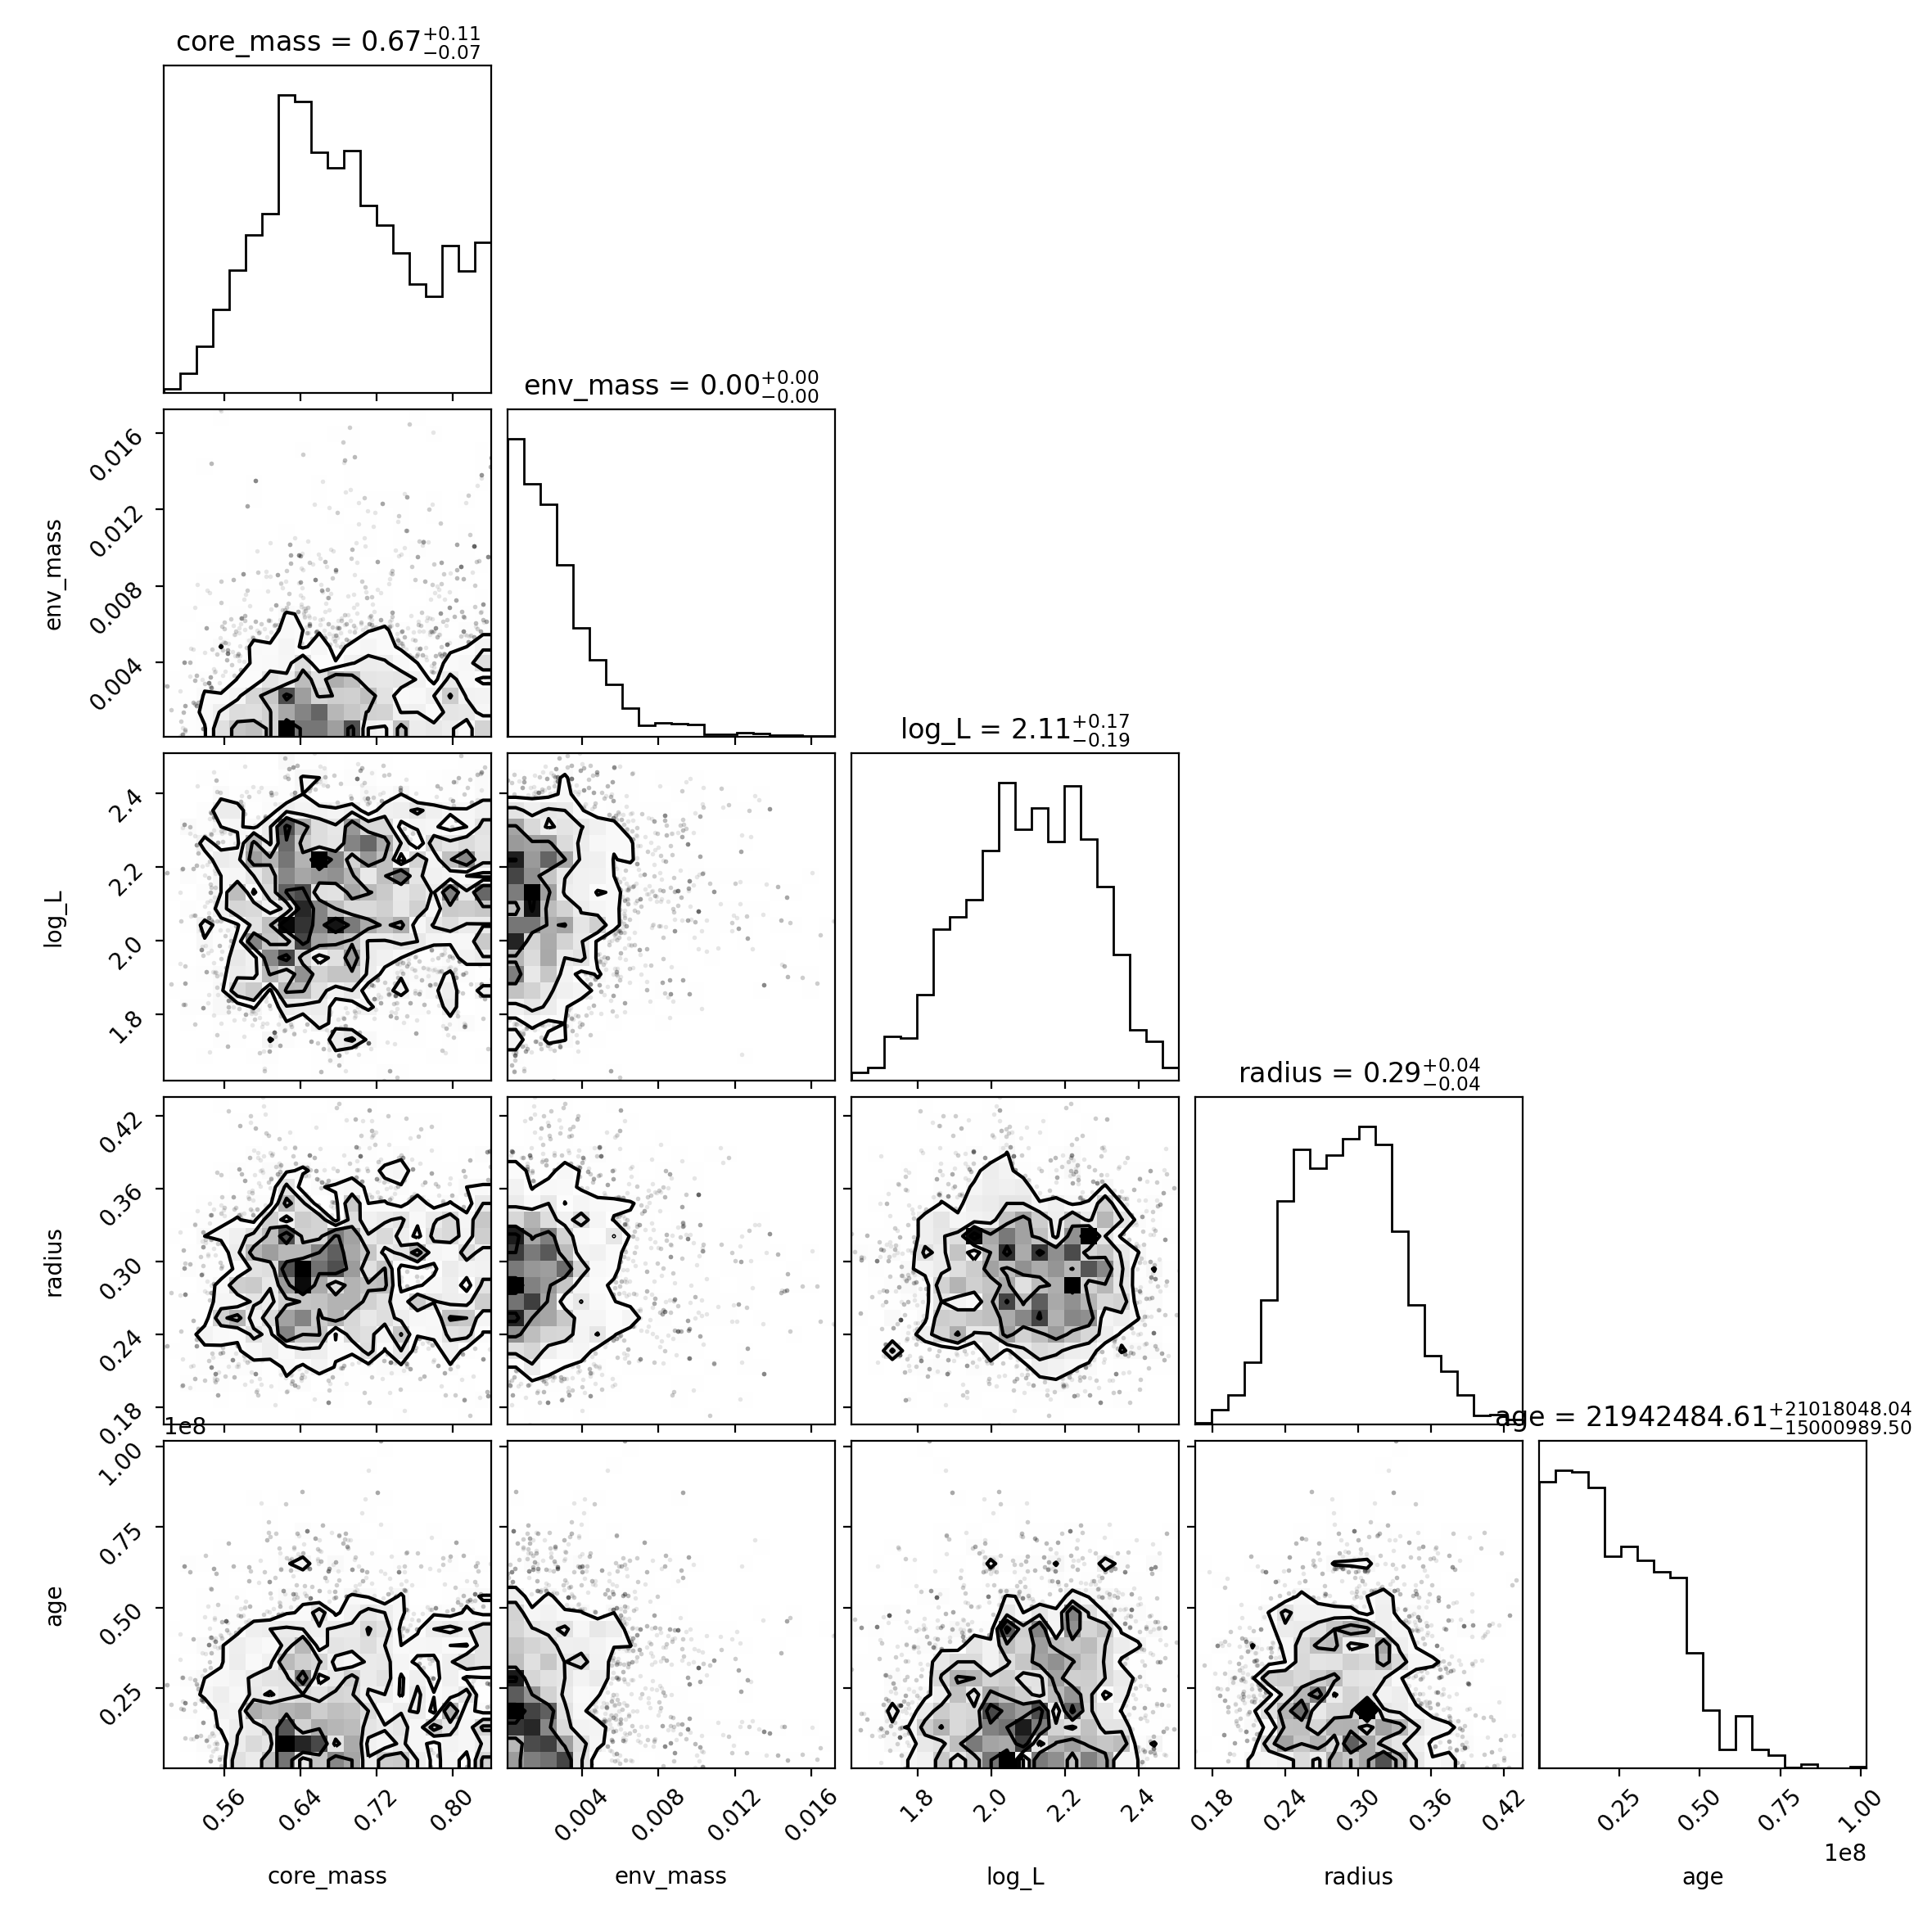 core_mass = 0.67 +0.11 −0.07
env_mass = 0.00 +0.00 −0.00
env_mass
0.016
0.012
0.008
0.004
log_L = 2.11 +0.17 −0.19
log_L
2.4
2.2
2.0
1.8
radius = 0.29 +0.04 −0.04
radius
0.42
0.36
0.30
0.24
0.18
1e8
age = 21942484.61 +21018048.04 −15000989.50
age
1.00
0.75
0.50
0.25
0.56 0.64 0.72 0.80
0.004 0.008 0.012 0.016
1.8 2.0 2.2 2.4
0.18 0.24 0.30 0.36 0.42
0.25 0.50 0.75 1.00
1e8
core_mass env_mass log_L radius age